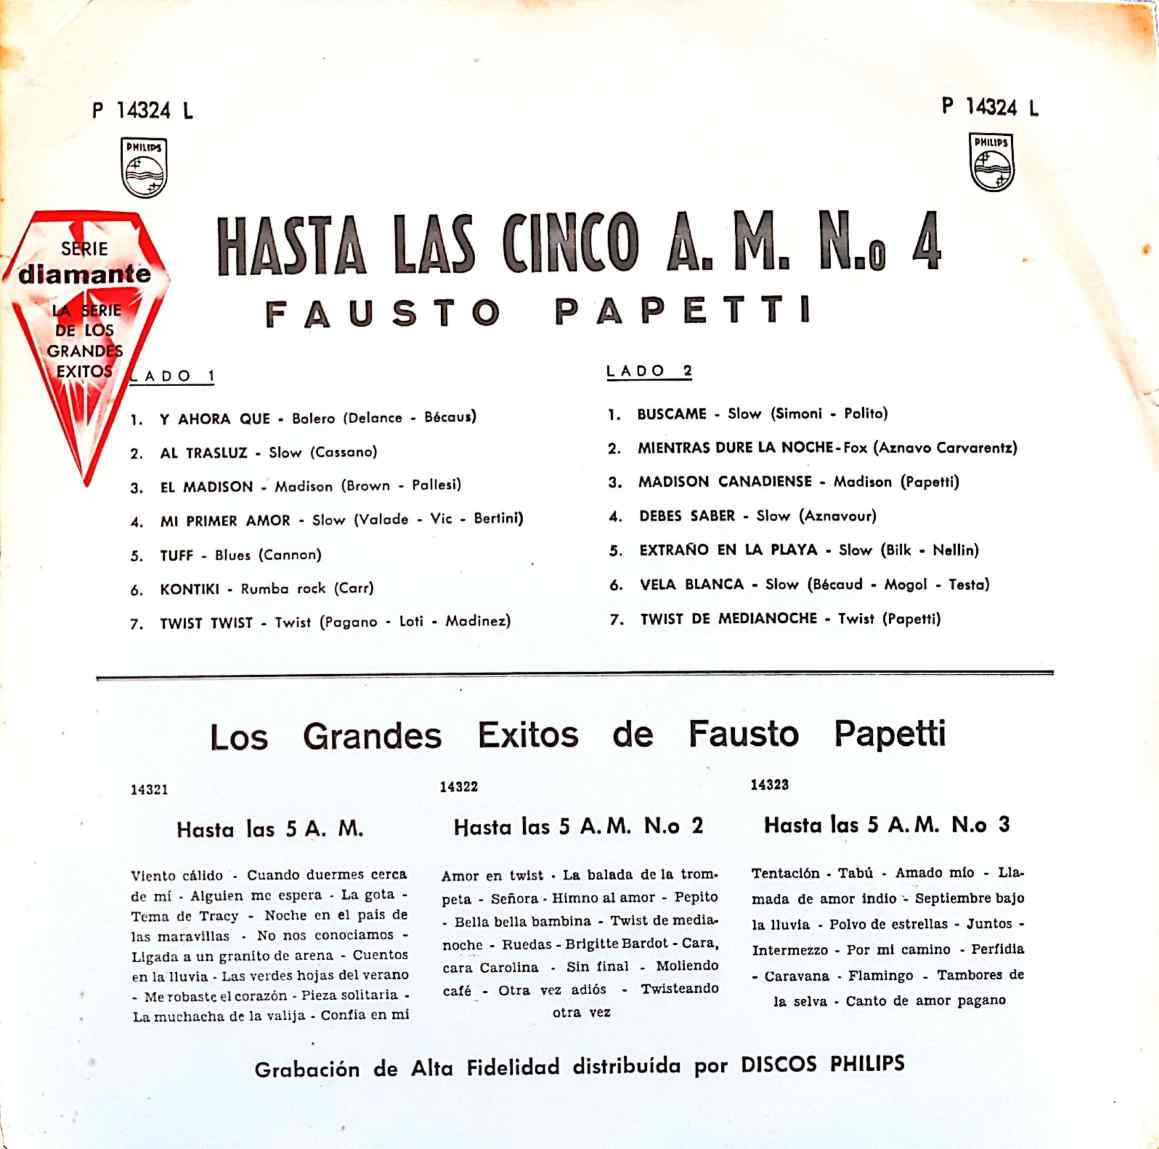 P 14324 L
P 14324 L
PHILIPS
PHILIPS
SERIE
diamante
LA SERIE
DE LOS
GRANDES
EXITOS
HASTA LAS CINCO A. M. N.o 4
FAUSTO PAPETTI
LADO 1
1. Y AHORA QUE - Bolero (Delance - Bécaus)
2. AL TRASLUZ - Slow (Cassano)
3. EL MADISON - Madison (Brown - Pallesi)
4. MI PRIMER AMOR - Slow (Valade - Vic - Bertini)
5. TUFF - Blues (Cannon)
6. KONTIKI - Rumba rock (Carr)
7. TWIST TWIST - Twist (Pagano - Loti - Madinez)
LADO 2
1. BUSCAME - Slow (Simoni - Polito)
2. MIENTRAS DURE LA NOCHE - Fox (Aznavo Carvarentz)
3. MADISON CANADIENSE - Madison (Papetti)
4. DEBES SABER - Slow (Aznavour)
5. EXTRAÑO EN LA PLAYA - Slow (Bilk - Nellin)
6. VELA BLANCA - Slow (Bécaud - Mogol - Testa)
7. TWIST DE MEDIANOCHE - Twist (Papetti)
Los Grandes Exitos de Fausto Papetti
14321
Hasta las 5 A. M.
Viento cálido - Cuando duermes cerca
de mí - Alguien me espera - La gota -
Tema de Tracy - Noche en el pais de
las maravillas - No nos conociamos -
Ligada a un granito de arena - Cuentos
en la lluvia - Las verdes hojas del verano
- Me robaste el corazón - Pieza solitaria -
La muchacha de la valija - Confía en mí
14322
Hasta las 5 A.M. N.o 2
Amor en twist - La balada de la trom-
peta - Señora - Himno al amor - Pepito
- Bella bella bambina - Twist de media-
noche - Ruedas - Brigitte Bardot - Cara,
cara Carolina - Sin final - Moliendo
café - Otra vez adiós - Twisteando
otra vez
14323
Hasta las 5 A.M. N.o 3
Tentación - Tabú - Amado mío - Lla-
mada de amor indio - Septiembre bajo
la lluvia - Polvo de estrellas - Juntos -
Intermezzo - Por mi camino - Perfidia
- Caravana - Flamingo - Tambores de
la selva - Canto de amor pagano
Grabación de Alta Fidelidad distribuída por DISCOS PHILIPS